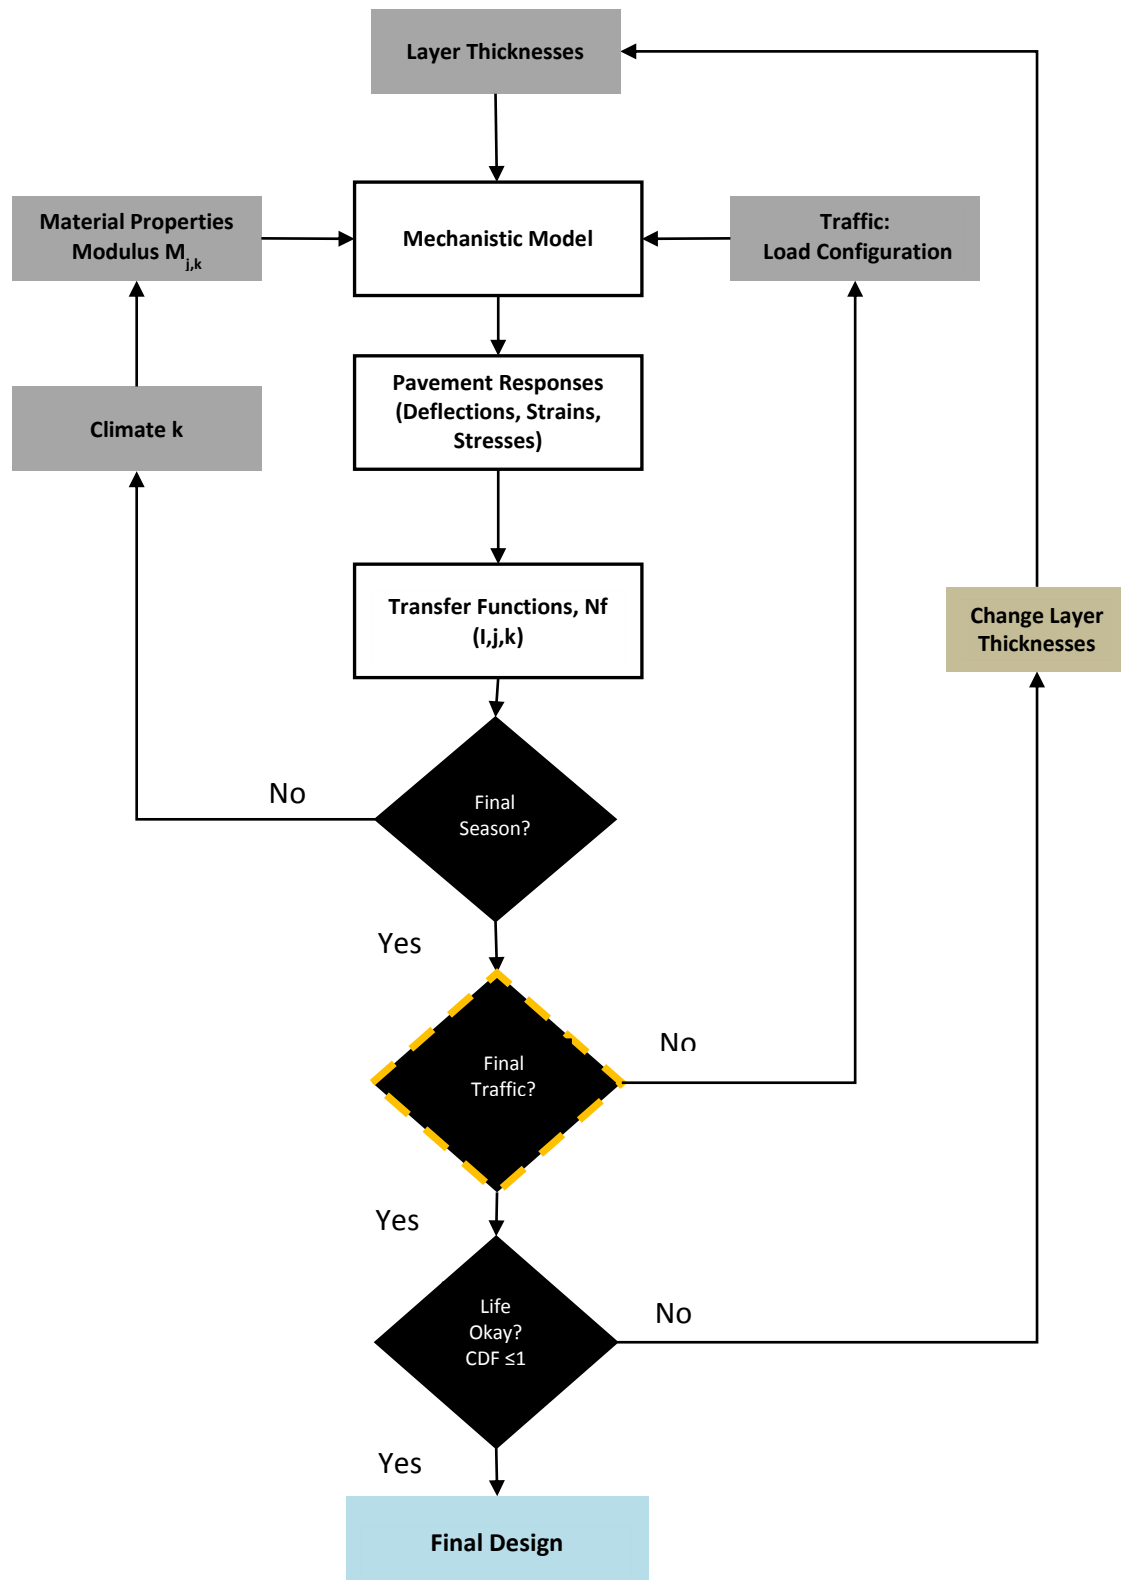 Layer Thicknesses
Material Properties
Modulus M_j,k
Mechanistic Model
Traffic:
Load Configuration
Pavement Responses
(Deflections, Strains,
Stresses)
Climate k
Transfer Functions, Nf
(I,j,k)
Change Layer
Thicknesses
No
Final
Season?
Yes
No
Final
Traffic?
Yes
Life
Okay?
CDF ≤1
No
Yes
Final Design